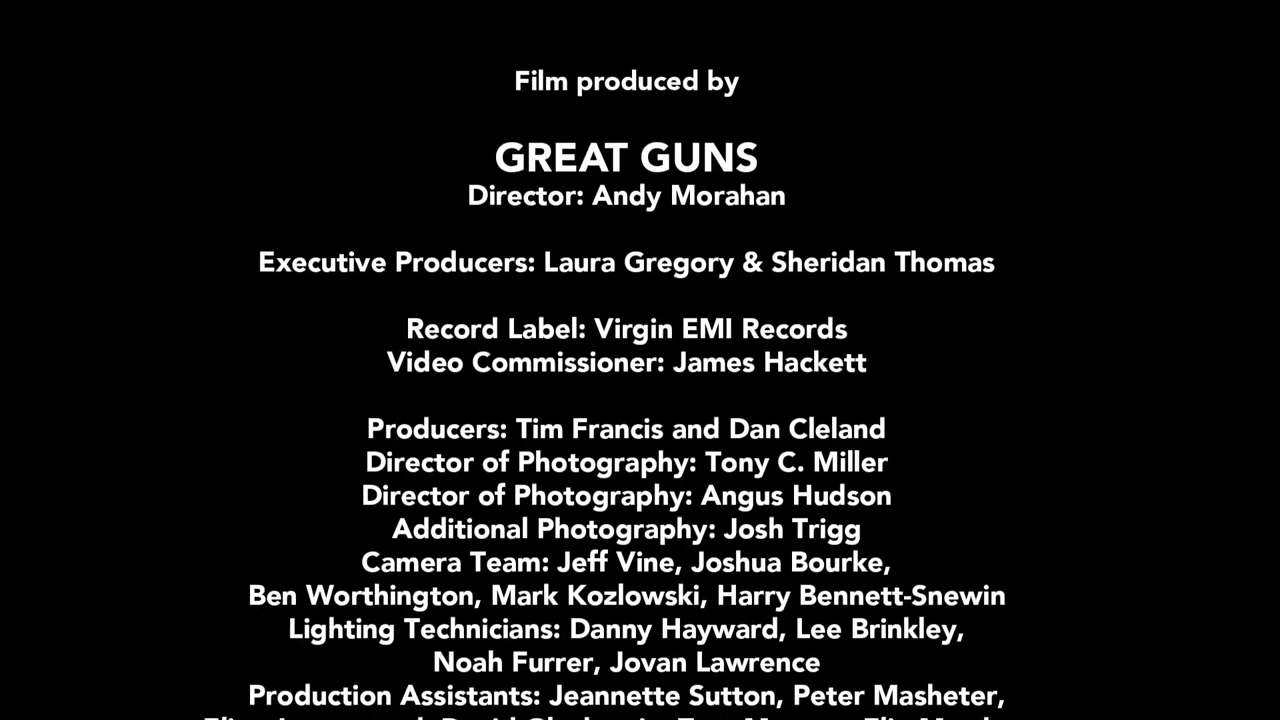 Film produced by
GREAT GUNS
Director: Andy Morahan
Executive Producers: Laura Gregory & Sheridan Thomas
Record Label: Virgin EMI Records
Video Commissioner: James Hackett
Producers: Tim Francis and Dan Cleland
Director of Photography: Tony C. Miller
Director of Photography: Angus Hudson
Additional Photography: Josh Trigg
Camera Team: Jeff Vine, Joshua Bourke,
Ben Worthington, Mark Kozlowski, Harry Bennett-Snewin
Lighting Technicians: Danny Hayward, Lee Brinkley,
Noah Furrer, Jovan Lawrence
Production Assistants: Jeannette Sutton, Peter Masheter,